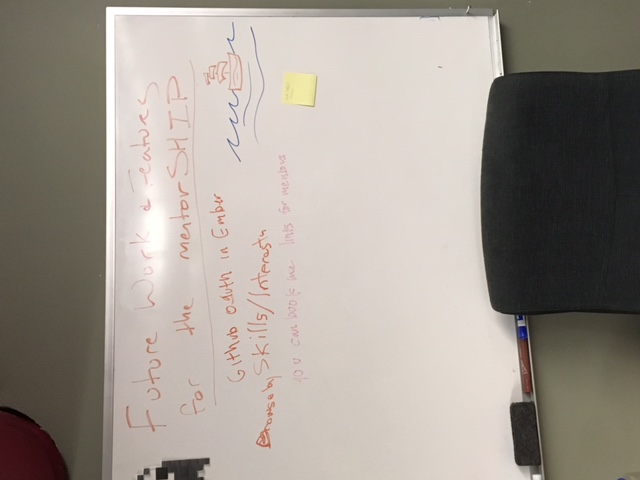 Future Work & Features
for the mentorSHIP
Github oauth in Ember
Browse by Skills/Interests
you can book me links for mentors